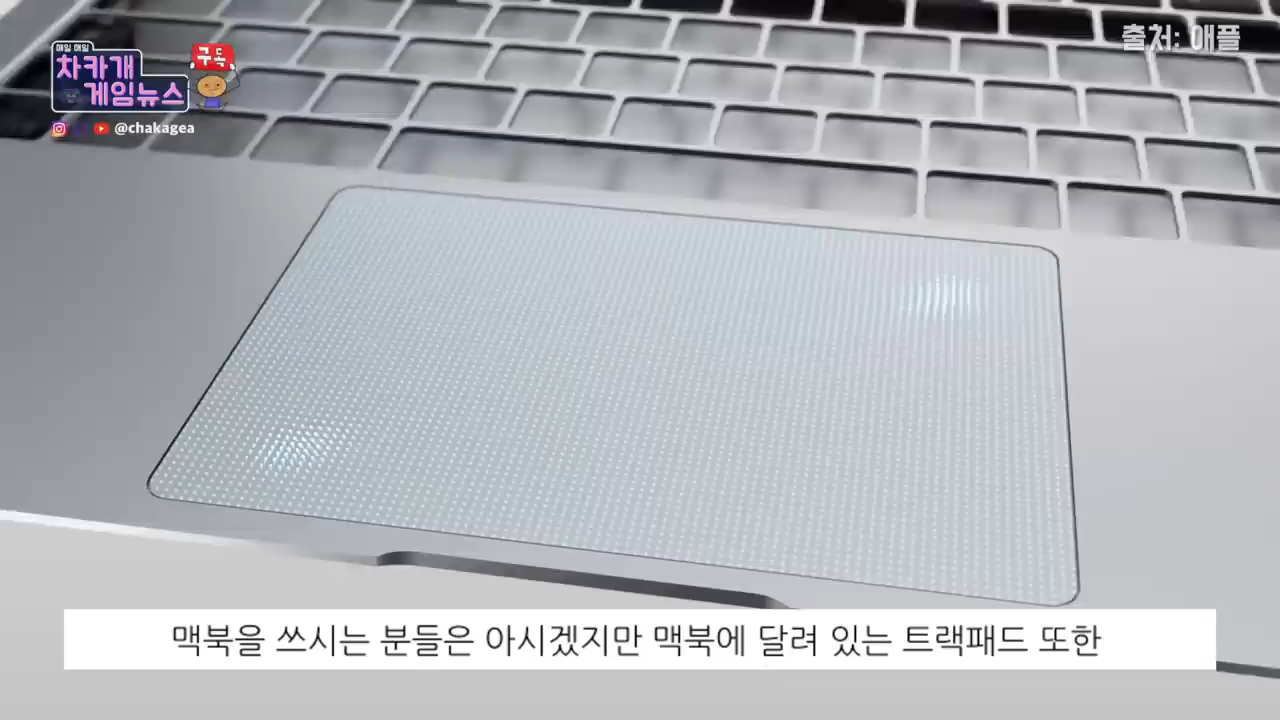 매일 매일
차카개
게임뉴스
구독
@chakagea
출처: 애플
맥북을 쓰시는 분들은 아시겠지만 맥북에 달려 있는 트랙패드 또한